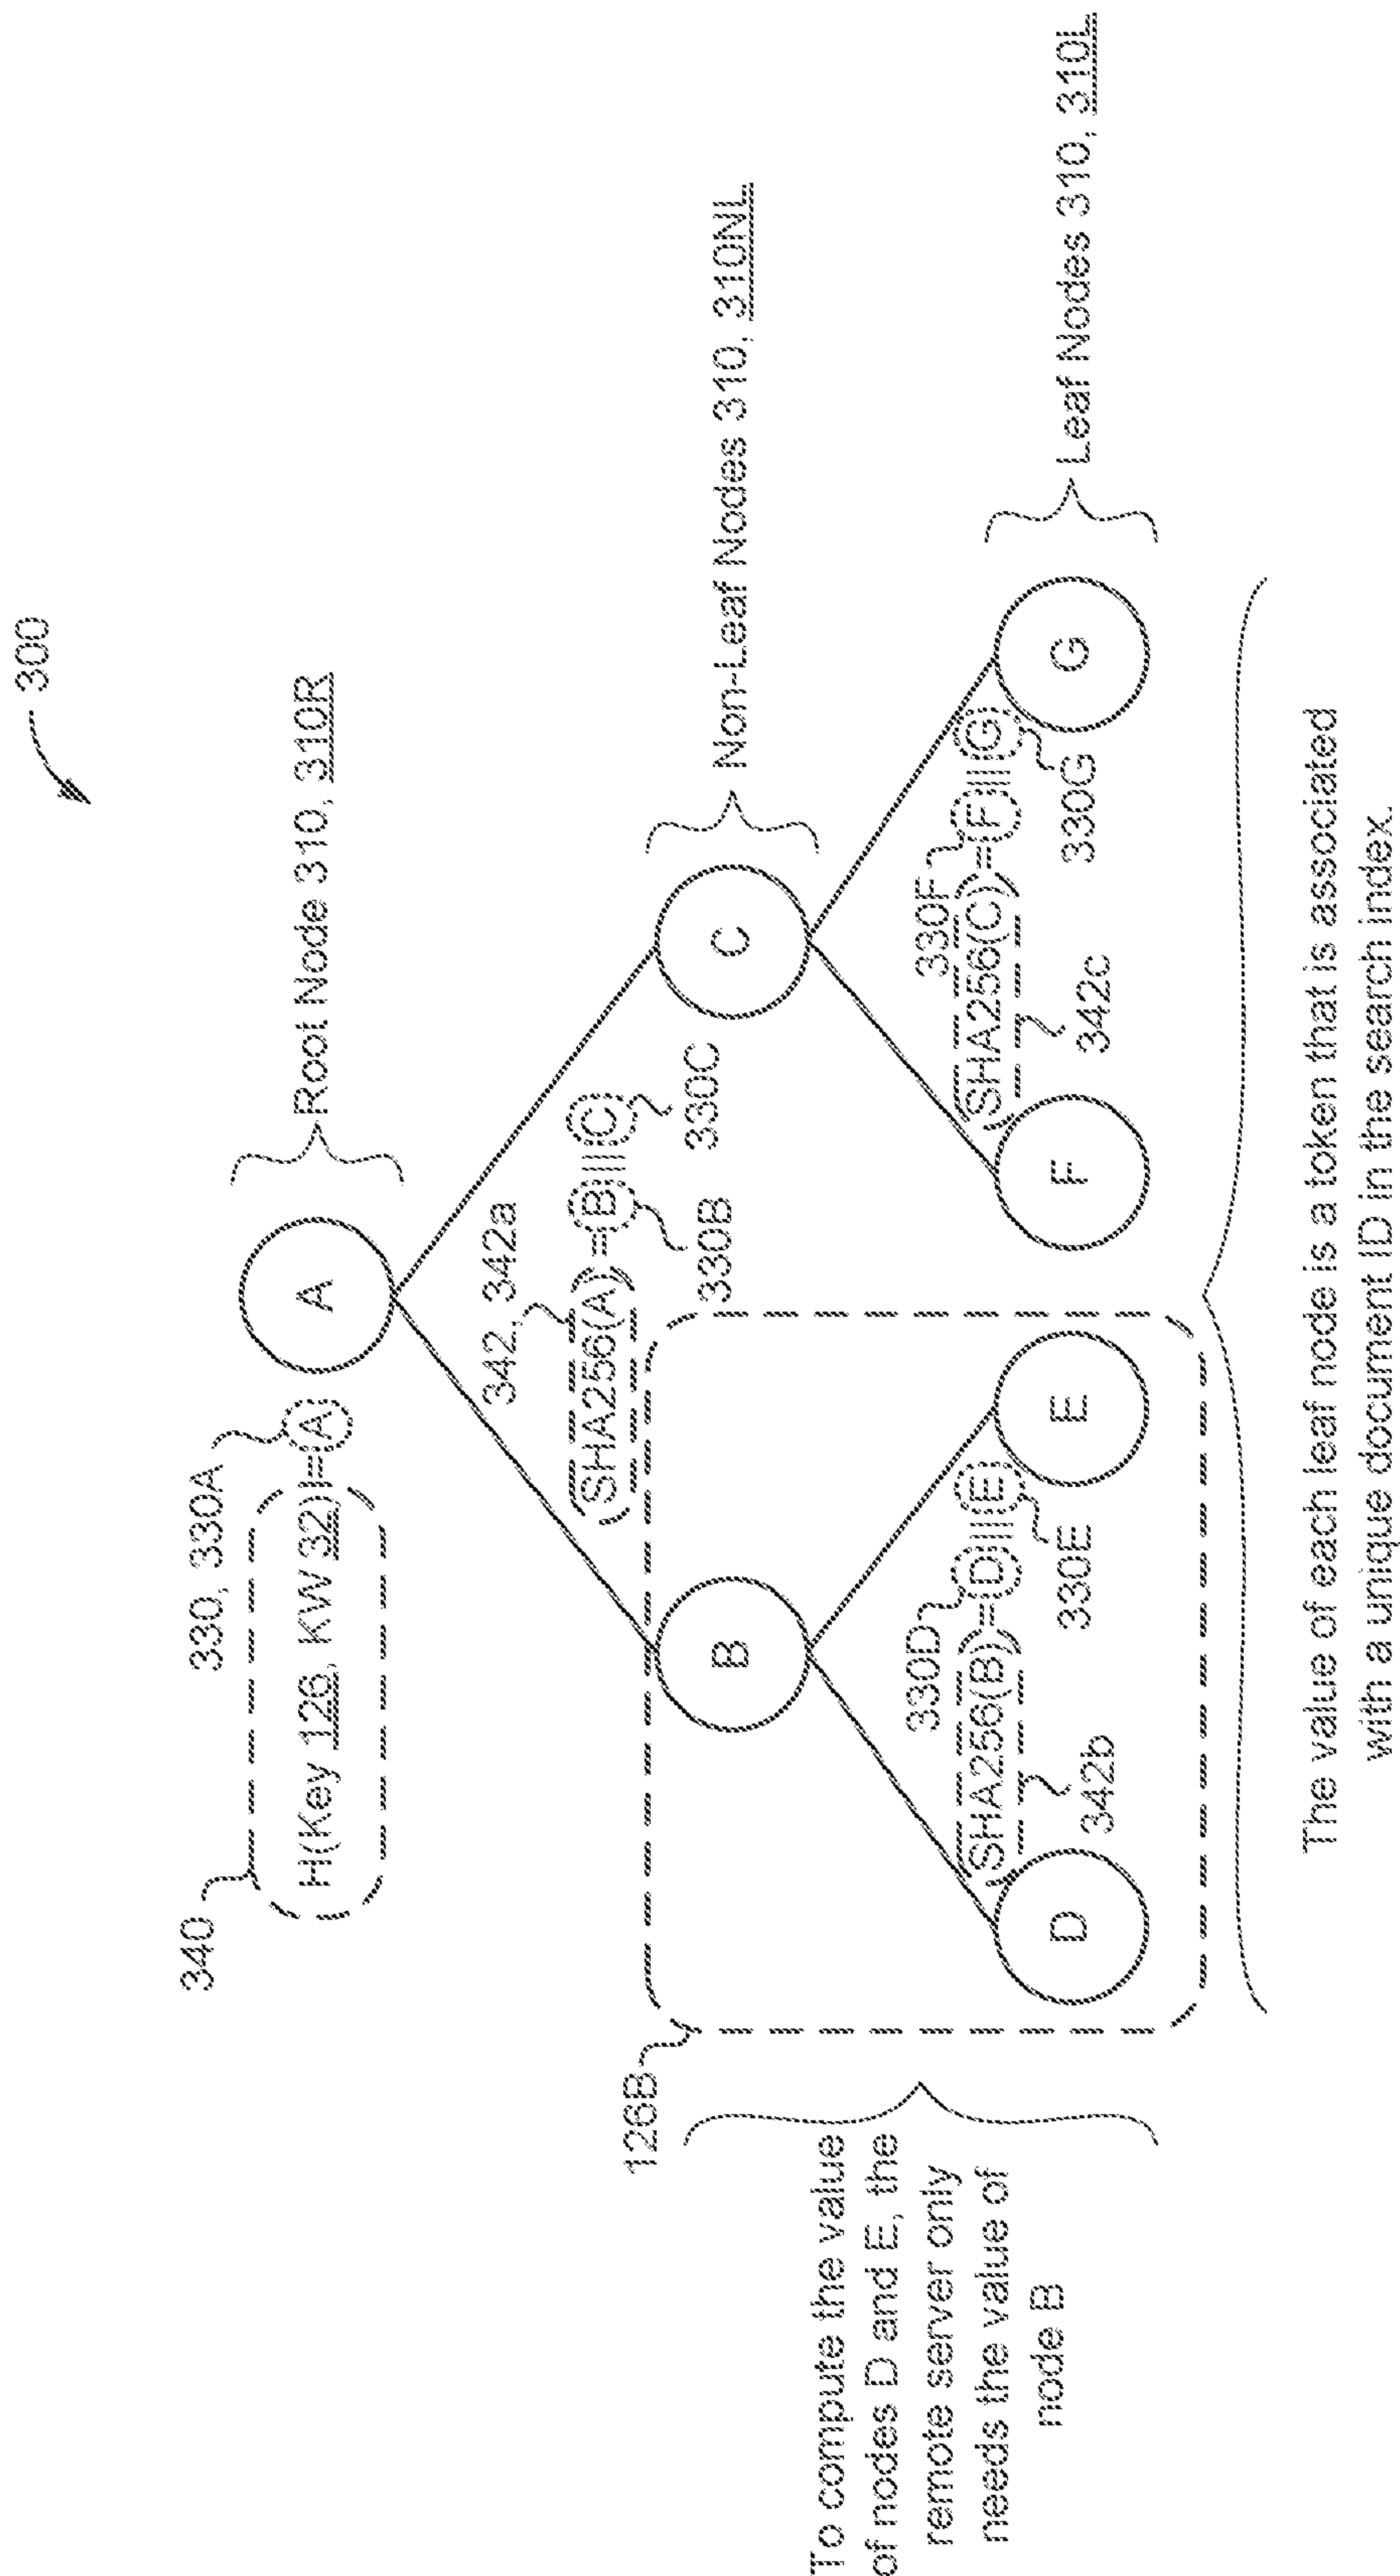 300
340
330, 330A
H(Key 126, KW 32)=A
A
Root Node 310, 310R
342, 342a
SHA256(A)=B||C
330B
330C
126B
B
C
Non-Leaf Nodes 310, 310NL
To compute the value
of nodes D and E, the
remote server only
needs the value of
node B
330D
SHA256(B)=D||E
342b
330E
330F
SHA256(C)=F||G
342c
330G
D
E
F
G
Leaf Nodes 310, 310L
The value of each leaf node is a token that is associated
with a unique document ID in the search index.